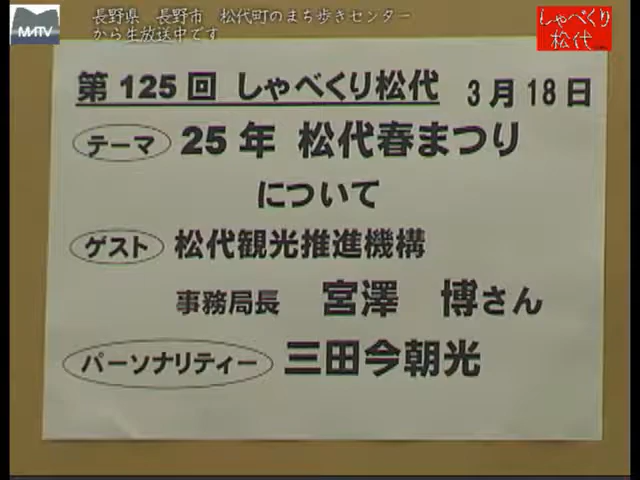 MATV
長野県 長野市 松代町のまち歩きセンター
から生放送中です
しゃべくり
松代
第125回 しゃべくり松代 3月18日
テーマ 25年 松代春まつり
について
ゲスト 松代観光推進機構
事務局長 宮澤 博さん
パーソナリティー 三田今朝光